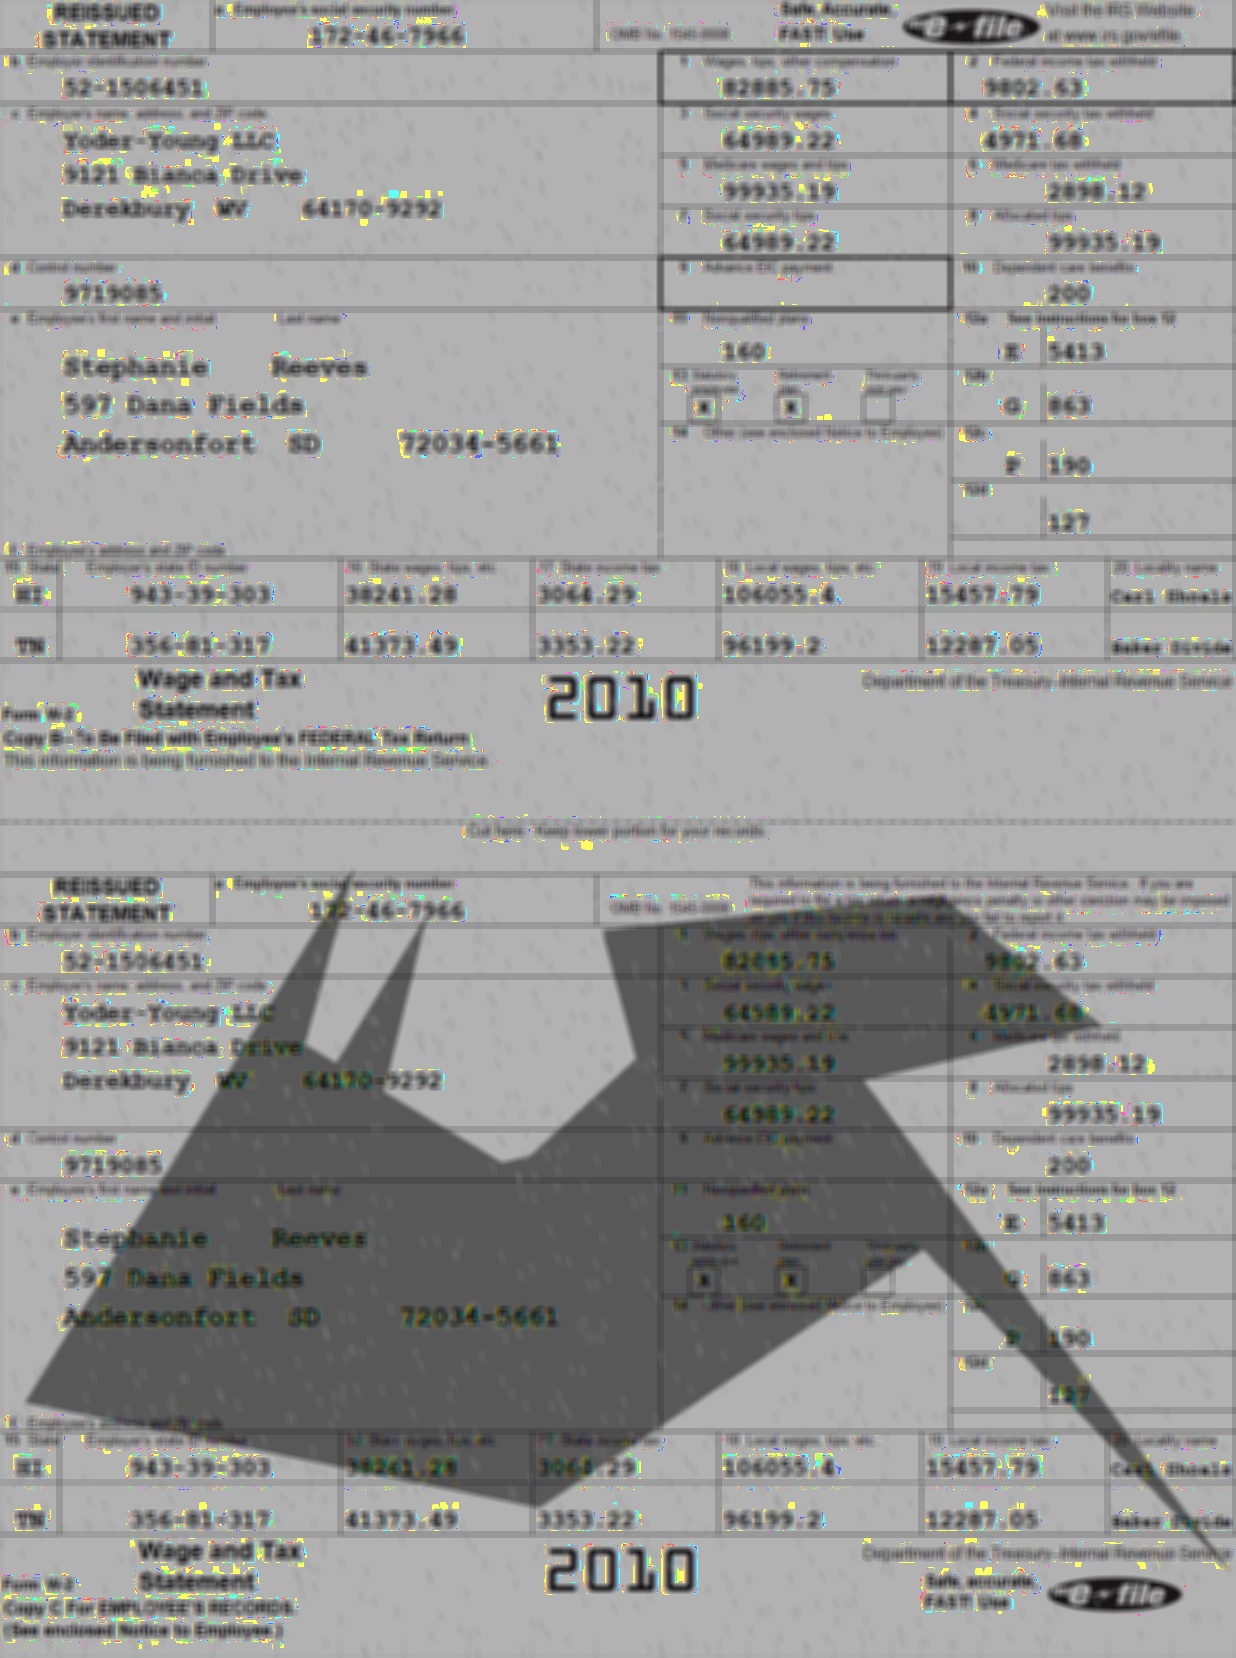 REISSUED STATEMENT
a Employee's social security number
172-46-7966
OMB No. 1545-0008
Safe, Accurate, FAST! Use
e-file
Visit the IRS Website at www.irs.gov/efile
b Employer identification number
52-1506451
1 Wages, tips, other compensation
82885.75
2 Federal income tax withheld
9802.63
c Employer's name, address, and ZIP code
Yoder-Young LLC
9121 Bianca Drive
Derekbury WV 64170-9292
3 Social security wages
64989.22
4 Social security tax withheld
4971.68
5 Medicare wages and tips
99935.19
6 Medicare tax withheld
2898.12
7 Social security tips
64989.22
8 Allocated tips
99935.19
d Control number
9719085
9 Advance EIC payment
10 Dependent care benefits
200
e Employee's first name and initial Last name
Stephanie Reeves
597 Dana Fields
Andersonfort SD 72034-5661
11 Nonqualified plans
160
12a See instructions for box 12
E 5413
13 Statutory employee Retirement plan Third-party sick pay
X X
12b
G 863
14 Other (see enclosed Notice to Employee)
12c
P 190
12d
127
f Employee's address and ZIP code
15 State Employer's state ID number 16 State wages, tips, etc. 17 State income tax 18 Local wages, tips, etc. 19 Local income tax 20 Locality name
HI 943-39-303 38241.28 3064.29 106055.4 15457.79 Carl Shoals
TN 356-81-317 41373.49 3353.22 96199.2 12287.05 Baker Divide
Wage and Tax
Form W-2 Statement
2010
Department of the Treasury-Internal Revenue Service
Copy B--To Be Filed with Employee's FEDERAL Tax Return.
This information is being furnished to the Internal Revenue Service.
Cut here. Keep lower portion for your records.
REISSUED STATEMENT
a Employee's social security number
172-46-7966
OMB No. 1545-0008
This information is being furnished to the Internal Revenue Service. If you are
required to file a tax return, a negligence penalty or other sanction may be imposed
b Employer identification number
52-1506451
1 Wages, tips, other compensation
82885.75
2 Federal income tax withheld
9802.63
c Employer's name, address, and ZIP code
Yoder-Young LLC
9121 Bianca Drive
Derekbury WV 64170-9292
3 Social security wages
64989.22
4 Social security tax withheld
4971.68
5 Medicare wages and tips
99935.19
6 Medicare tax withheld
2898.12
7 Social security tips
64989.22
8 Allocated tips
99935.19
d Control number
9719085
9 Advance EIC payment
10 Dependent care benefits
200
e Employee's first name and initial Last name
Stephanie Reeves
597 Dana Fields
Andersonfort SD 72034-5661
11 Nonqualified plans
160
12a See instructions for box 12
E 5413
13 Statutory employee Retirement plan Third-party sick pay
X X
12b
G 863
14 Other (see enclosed Notice to Employee)
12c
P 190
12d
127
f Employee's address and ZIP code
15 State Employer's state ID number 16 State wages, tips, etc. 17 State income tax 18 Local wages, tips, etc. 19 Local income tax 20 Locality name
HI 943-39-303 38241.28 3064.29 106055.4 15457.79 Carl Shoals
TN 356-81-317 41373.49 3353.22 96199.2 12287.05 Baker Divide
Wage and Tax
Form W-2 Statement
2010
Department of the Treasury-Internal Revenue Service
Copy C For EMPLOYEE'S RECORDS.
(See enclosed Notice to Employee.)
Safe, accurate, FAST! Use
e-file